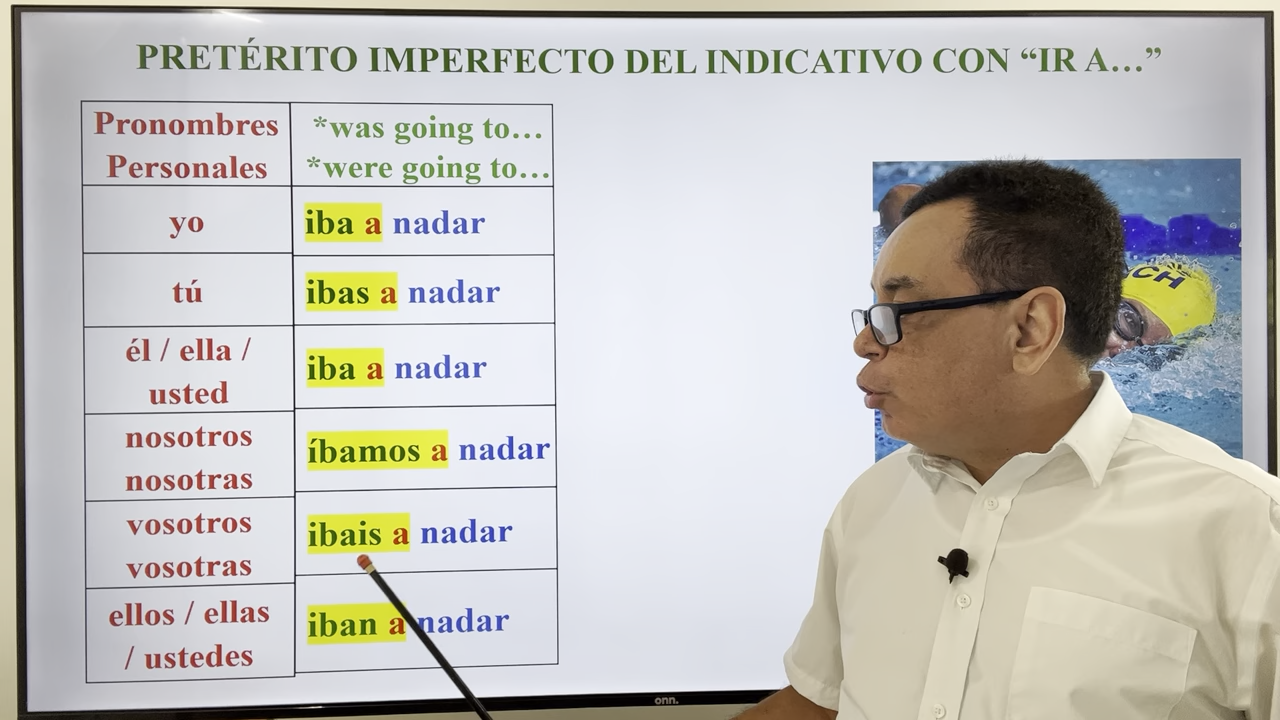 PRETÉRITO IMPERFECTO DEL INDICATIVO CON “IR A...”
Pronombres
Personales
*was going to...
*were going to...
yo
iba a nadar
tú
ibas a nadar
él / ella /
usted
iba a nadar
nosotros
nosotras
íbamos a nadar
vosotros
vosotras
ibais a nadar
ellos / ellas
/ ustedes
iban a nadar
CH
onn.